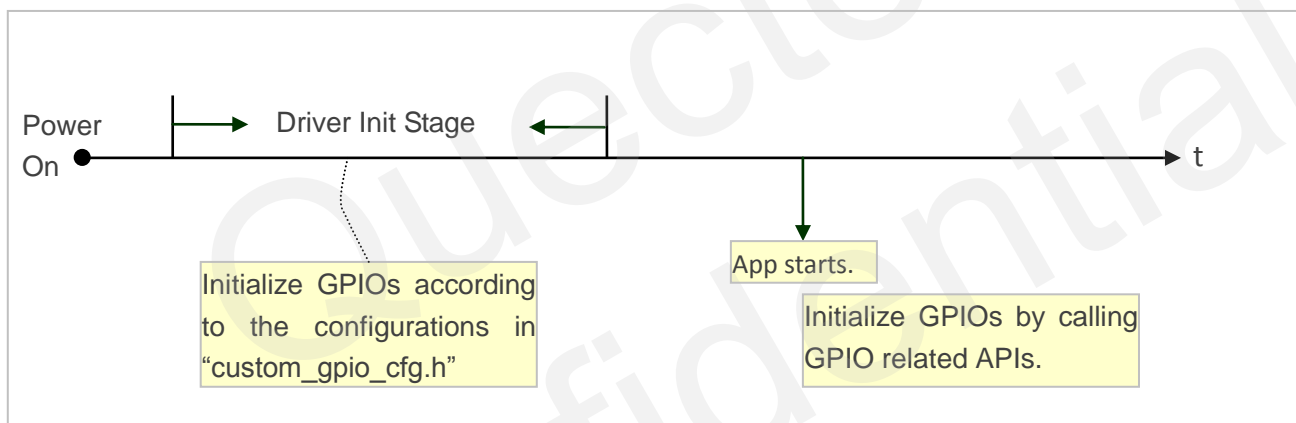 Power
On
Driver Init Stage
t
Initialize GPIOs according
to the configurations in
“custom_gpio_cfg.h”
App starts.
Initialize GPIOs by calling
GPIO related APIs.